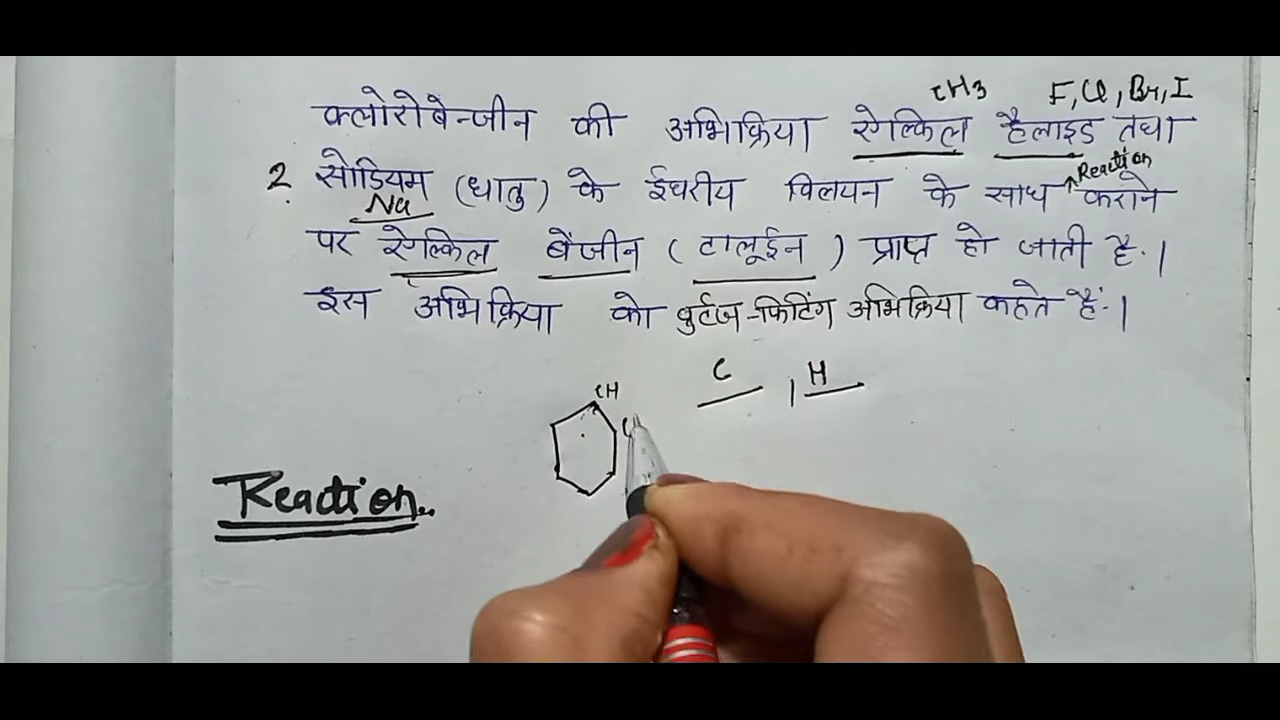 CH3 F, Cl, Br, I
क्लोरोबेन्जीन की अभिक्रिया ऐल्किल हैलाइड तथा
Reaction
2. सोडियम (धातु) के ईथरीय विलयन के साथ कराने
Na
पर ऐल्किल बेंजीन (टालूईन) प्राप्त हो जाती है।
इस अभिक्रिया को वुर्टज-फिटिंग अभिक्रिया कहते हैं।
C, H
CH
C
Reaction..